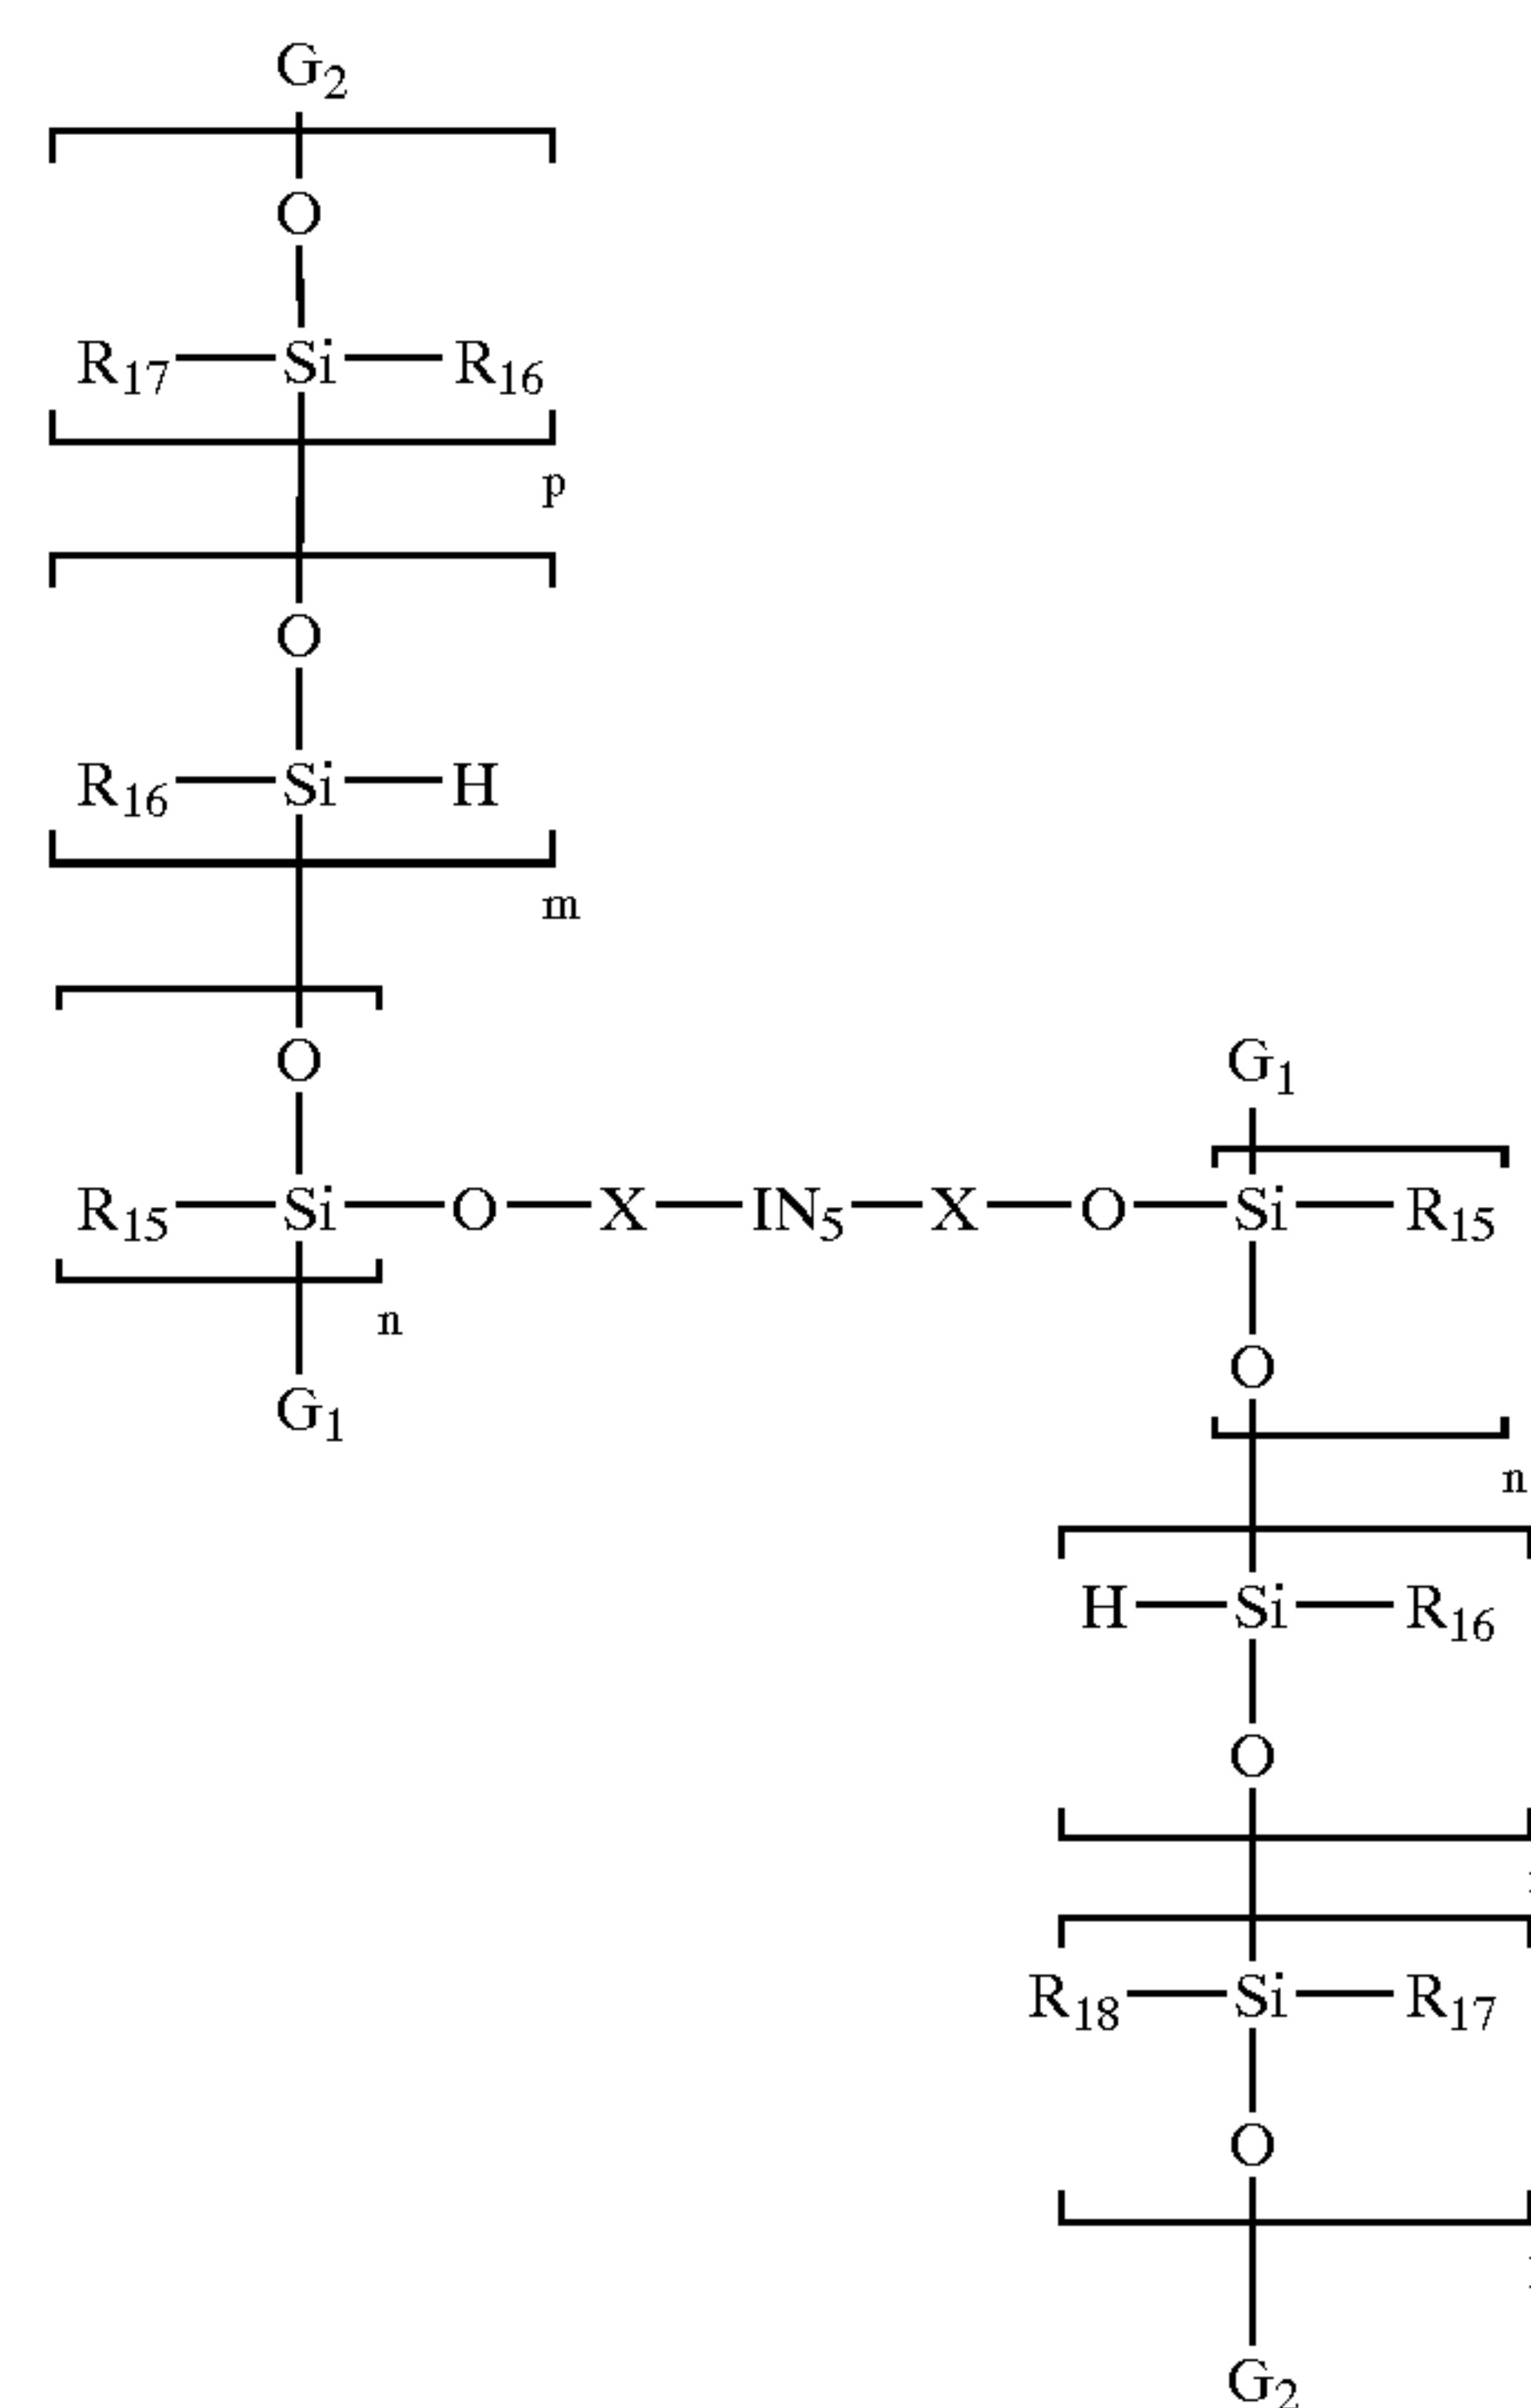 G2
O
R17—Si—R16
p
O
R16—Si—H
m
O
G1
R15—Si—O—X—IN5—X—O—Si—R15
n
O
G1
n
H—Si—R16
O
R18—Si—R17
O
G2